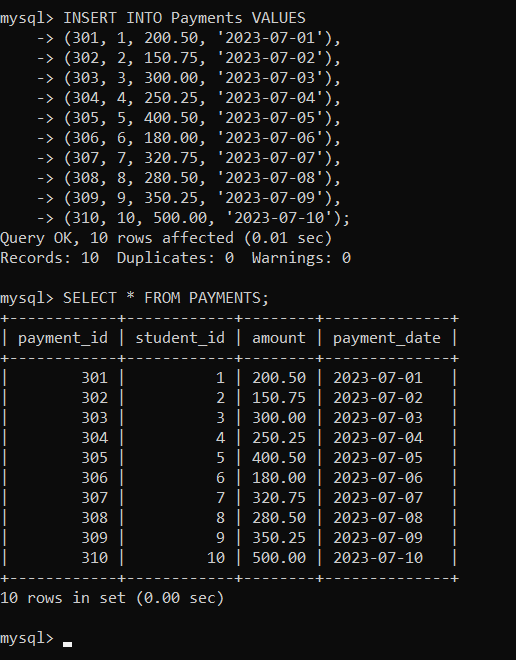 mysql> INSERT INTO Payments VALUES
    -> (301, 1, 200.50, '2023-07-01'),
    -> (302, 2, 150.75, '2023-07-02'),
    -> (303, 3, 300.00, '2023-07-03'),
    -> (304, 4, 250.25, '2023-07-04'),
    -> (305, 5, 400.50, '2023-07-05'),
    -> (306, 6, 180.00, '2023-07-06'),
    -> (307, 7, 320.75, '2023-07-07'),
    -> (308, 8, 280.50, '2023-07-08'),
    -> (309, 9, 350.25, '2023-07-09'),
    -> (310, 10, 500.00, '2023-07-10');
Query OK, 10 rows affected (0.01 sec)
Records: 10  Duplicates: 0  Warnings: 0

mysql> SELECT * FROM PAYMENTS;
+------------+------------+--------+--------------+
| payment_id | student_id | amount | payment_date |
+------------+------------+--------+--------------+
|        301 |          1 | 200.50 | 2023-07-01   |
|        302 |          2 | 150.75 | 2023-07-02   |
|        303 |          3 | 300.00 | 2023-07-03   |
|        304 |          4 | 250.25 | 2023-07-04   |
|        305 |          5 | 400.50 | 2023-07-05   |
|        306 |          6 | 180.00 | 2023-07-06   |
|        307 |          7 | 320.75 | 2023-07-07   |
|        308 |          8 | 280.50 | 2023-07-08   |
|        309 |          9 | 350.25 | 2023-07-09   |
|        310 |         10 | 500.00 | 2023-07-10   |
+------------+------------+--------+--------------+
10 rows in set (0.00 sec)

mysql>